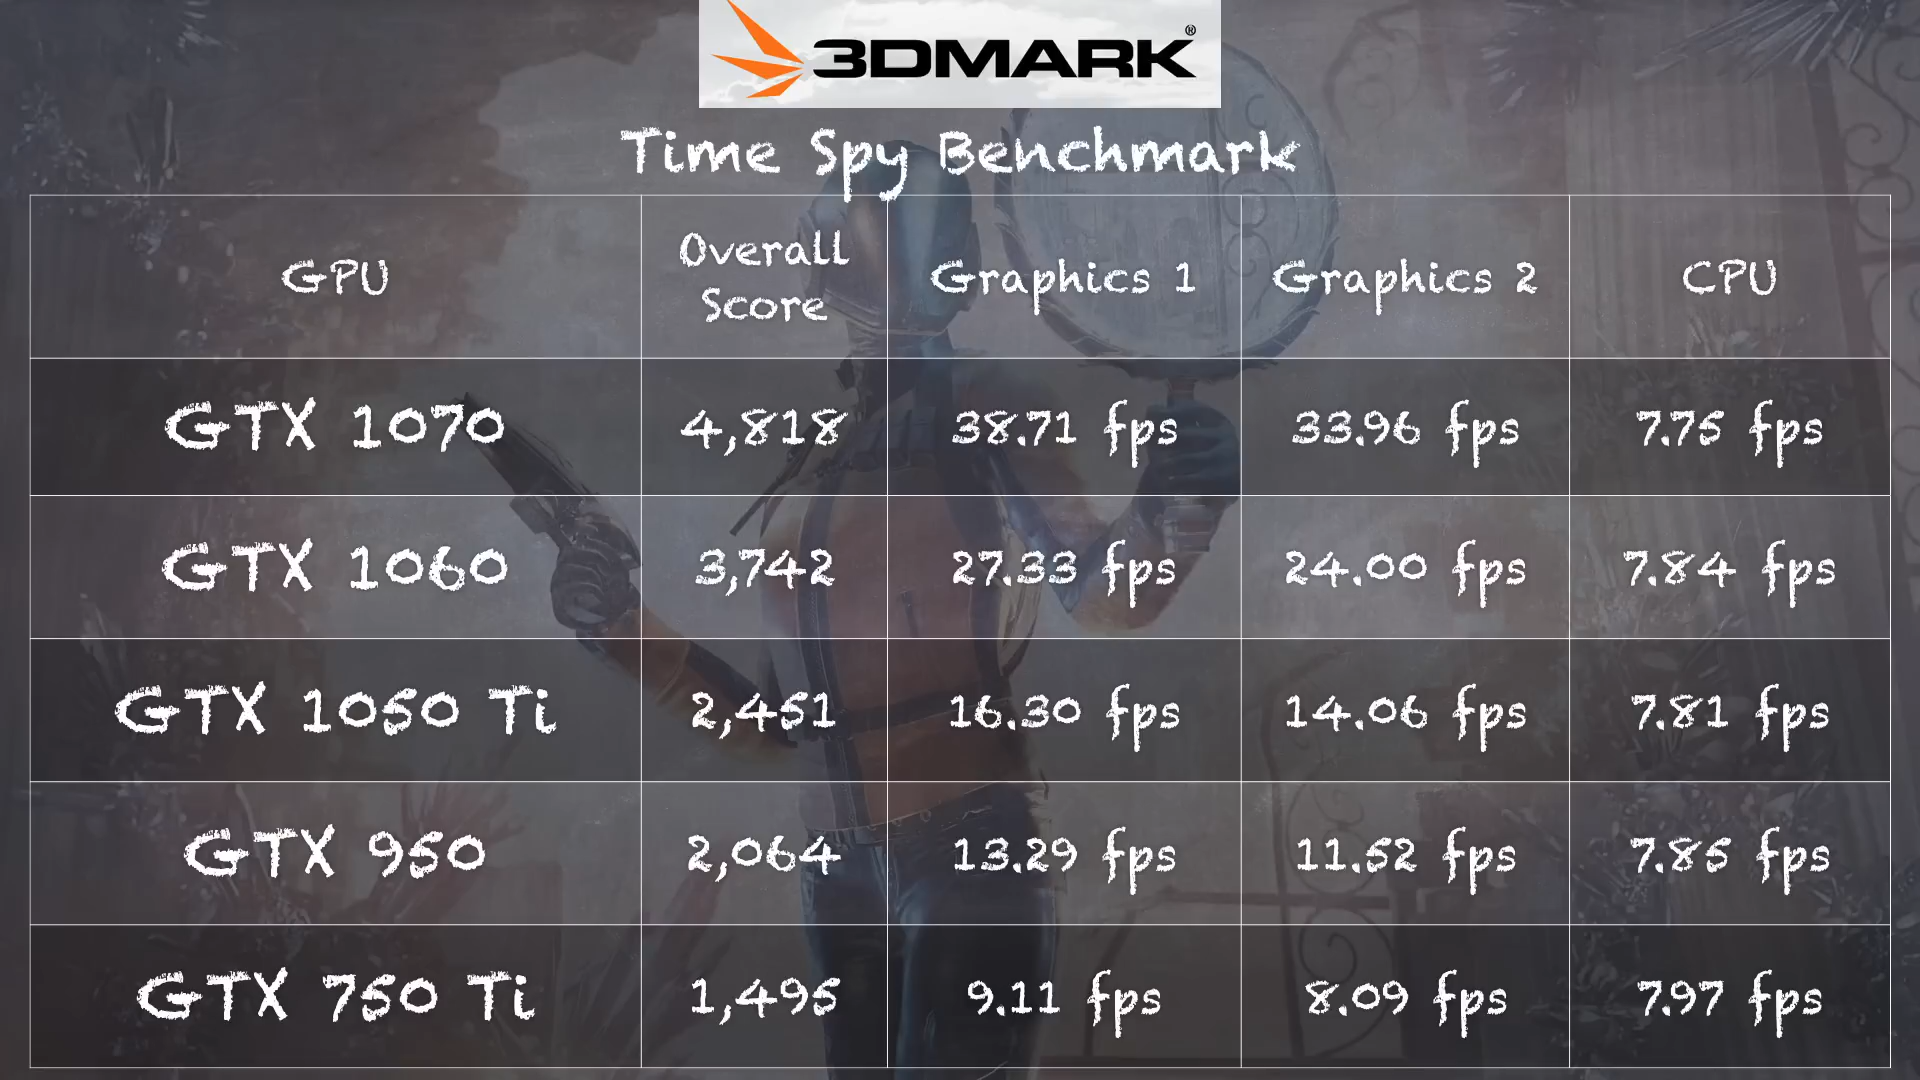 3DMARK®
Time Spy Benchmark
GPU Overall Score Graphics 1 Graphics 2 CPU
GTX 1070 4,818 38.71 fps 33.96 fps 7.75 fps
GTX 1060 3,742 27.33 fps 24.00 fps 7.84 fps
GTX 1050 Ti 2,451 16.30 fps 14.06 fps 7.81 fps
GTX 950 2,064 13.29 fps 11.52 fps 7.85 fps
GTX 750 Ti 1,495 9.11 fps 8.09 fps 7.97 fps